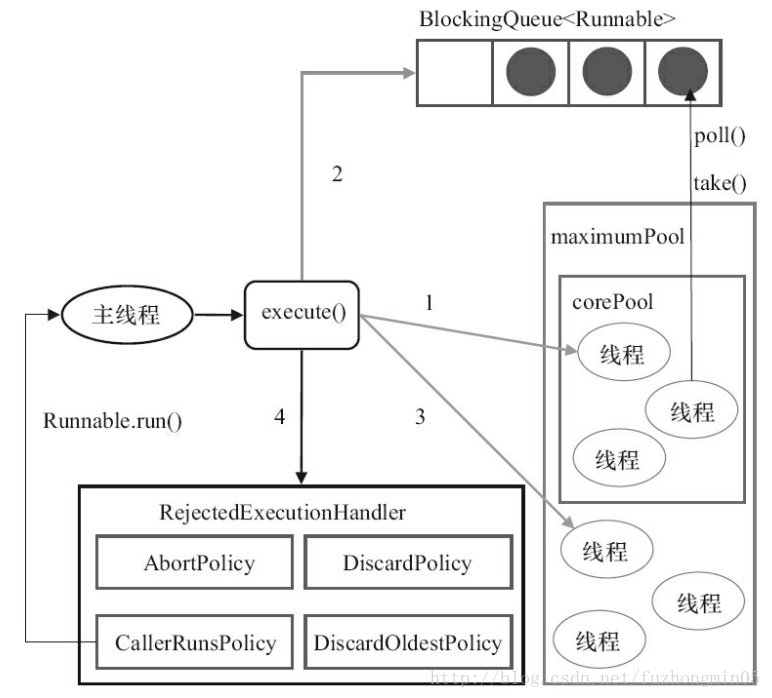 BlockingQueue<Runnable>
poll()
2
take()
maximumPool
corePool
主线程
execute()
1
线程
线程
Runnable.run()
4
3
线程
RejectedExecutionHandler
AbortPolicy
DiscardPolicy
线程
线程
CallerRunsPolicy
DiscardOldestPolicy
线程
http://blog.csdn.net/fuzhongmin05